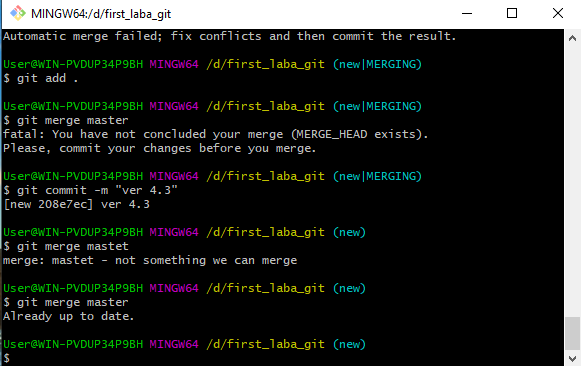 MINGW64:/d/first_laba_git
Automatic merge failed; fix conflicts and then commit the result.
User@WIN-PVDUP34P9BH MINGW64 /d/first_laba_git (new|MERGING)
$ git add .
User@WIN-PVDUP34P9BH MINGW64 /d/first_laba_git (new|MERGING)
$ git merge master
fatal: You have not concluded your merge (MERGE_HEAD exists).
Please, commit your changes before you merge.
User@WIN-PVDUP34P9BH MINGW64 /d/first_laba_git (new|MERGING)
$ git commit -m "ver 4.3"
[new 208e7ec] ver 4.3
User@WIN-PVDUP34P9BH MINGW64 /d/first_laba_git (new)
$ git merge mastet
merge: mastet - not something we can merge
User@WIN-PVDUP34P9BH MINGW64 /d/first_laba_git (new)
$ git merge master
Already up to date.
User@WIN-PVDUP34P9BH MINGW64 /d/first_laba_git (new)
$